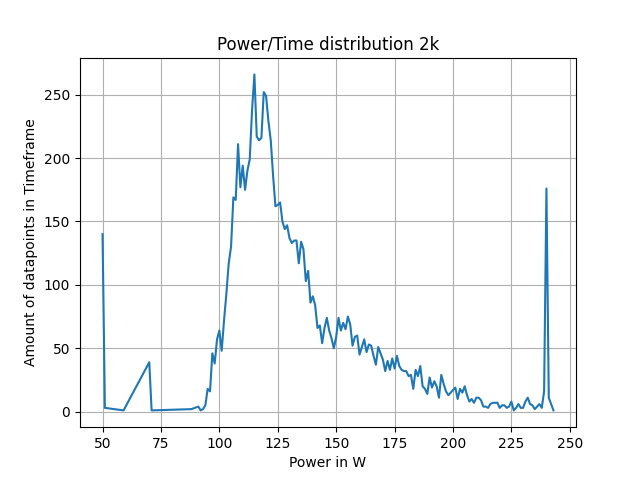 Power/Time distribution 2k
Amount of datapoints in Timeframe
250
200
150
100
50
0
50 75 100 125 150 175 200 225 250
Power in W